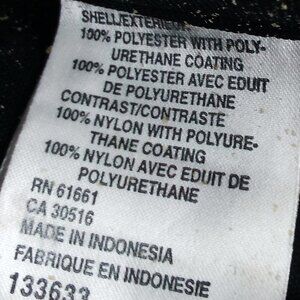 SHELL/EXTERIEUR
100% POLYESTER WITH POLY-
URETHANE COATING
100% POLYESTER AVEC EDUIT
DE POLYURETHANE
CONTRAST/CONTRASTE
100% NYLON WITH POLYURE-
THANE COATING
100% NYLON AVEC EDUIT DE
POLYURETHANE
RN 61661
CA 30516
MADE IN INDONESIA
FABRIQUE EN INDONESIE
133633